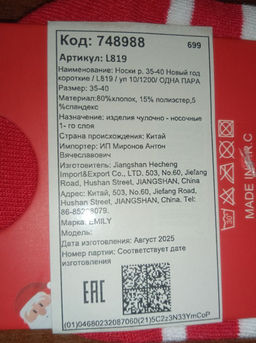 Код: 748988
699
Артикул: L819
Наименование: Носки р. 35-40 Новый год
короткие / L819 / уп 10/1200/ ОДНА ПАРА
Размер: 35-40
Материал:80%хлопок, 15% полиэстер,5
%спандекс
Назначение: изделия чулочно - носочные
1- го слоя
Страна происхождения: Китай
Импортер: ИП Миронов Антон
Вячеславович
Изготовитель: Jiangshan Hecheng
Import&Export Co., LTD, 503, No.60, Jiefang
Road, Hushan Street, JIANGSHAN, China
Адрес: Китай, 503, No.60, Jiefang Road,
Hushan Street, JIANGSHAN, China. Tel:
Марка: EMILY
Модель:
Дата изготовления: Август 2025
Номер партии: Соответствует дате
изготовления
EAC
(01)04680232087060(21)5C2z3N33YmCoP
MADE IN P.R.C
30°